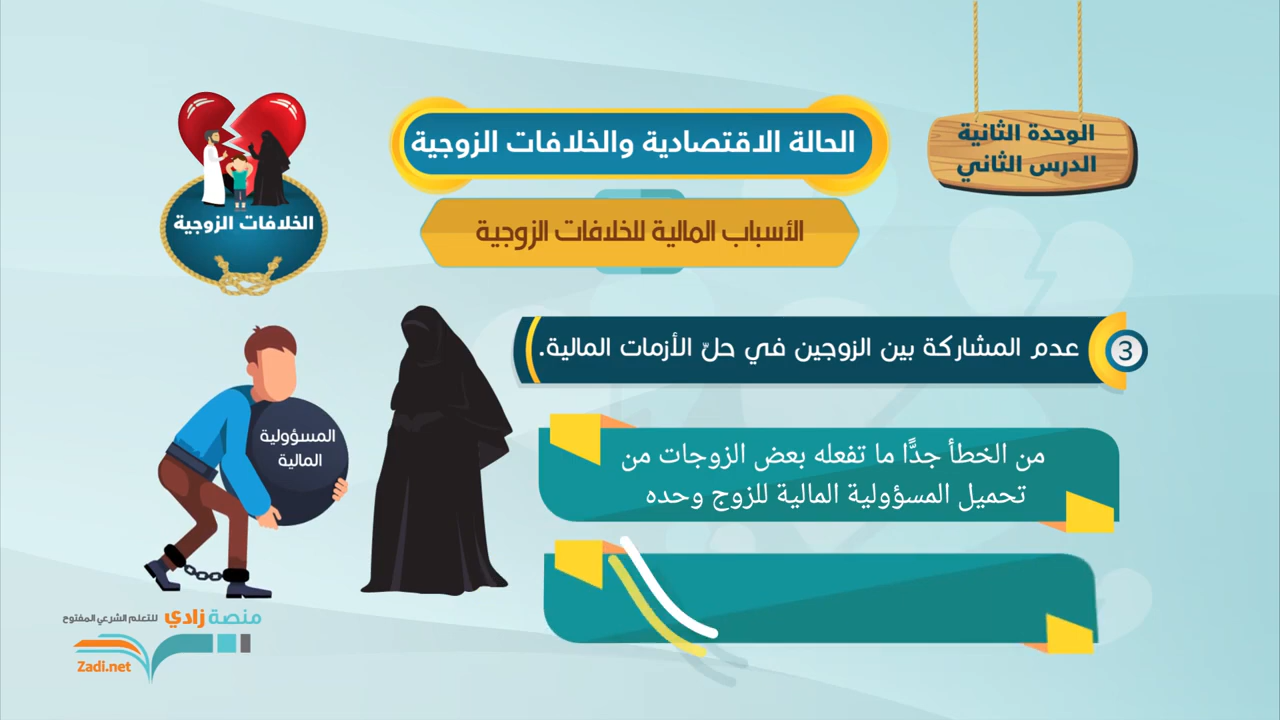 الوحدة الثانية
الدرس الثاني
الحالة الاقتصادية والخلافات الزوجية
الأسباب المالية للخلافات الزوجية
الخلافات الزوجية
3
عدم المشاركة بين الزوجين في حلّ الأزمات المالية.
من الخطأ جدًّا ما تفعله بعض الزوجات من
تحميل المسؤولية المالية للزوج وحده
المسؤولية
المالية
منصة زادي للتعلم الشرعي المفتوح
Zadi.net